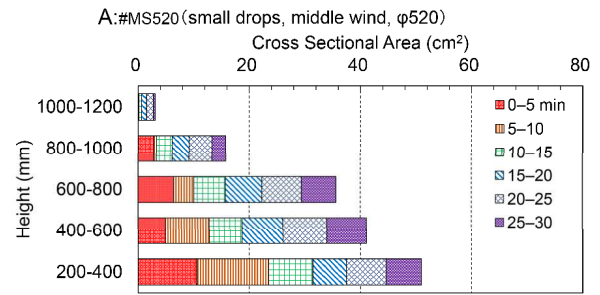 A:#MS520(small drops, middle wind, φ520)
Cross Sectional Area (cm²)
0 20 40 60 80
Height (mm)
1000-1200
800-1000
600-800
400-600
200-400
0–5 min
5–10
10–15
15–20
20–25
25–30